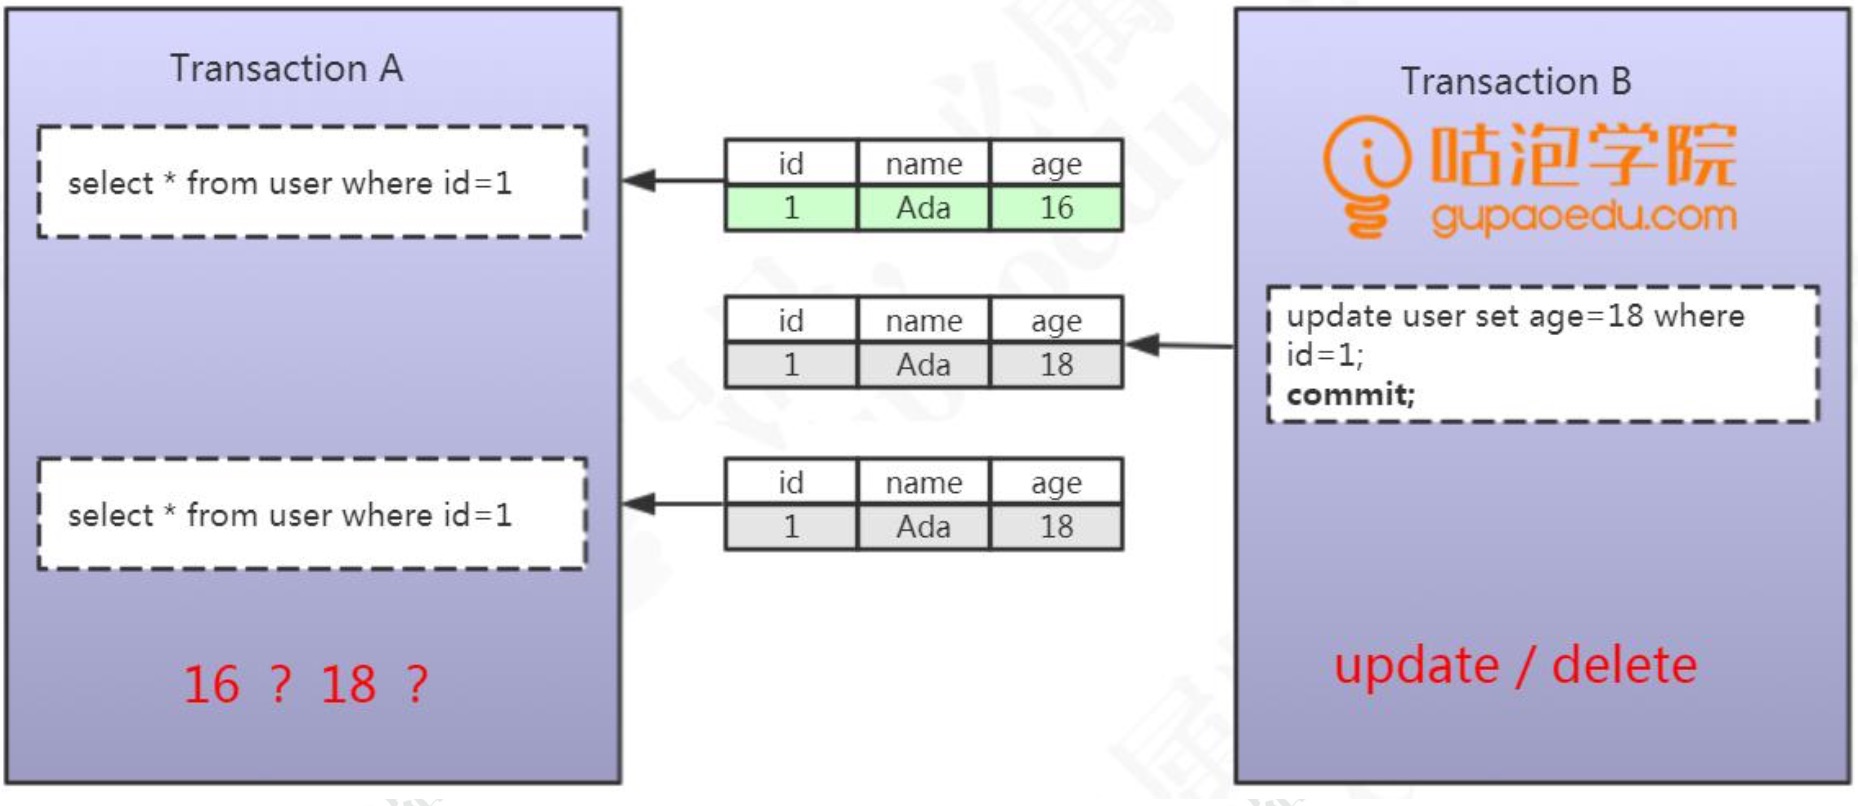 Transaction A
select * from user where id=1
select * from user where id=1
16 ? 18 ?
id name age
1 Ada 16
id name age
1 Ada 18
id name age
1 Ada 18
Transaction B
咕泡学院
gupaoedu.com
update user set age=18 where
id=1;
commit;
update / delete